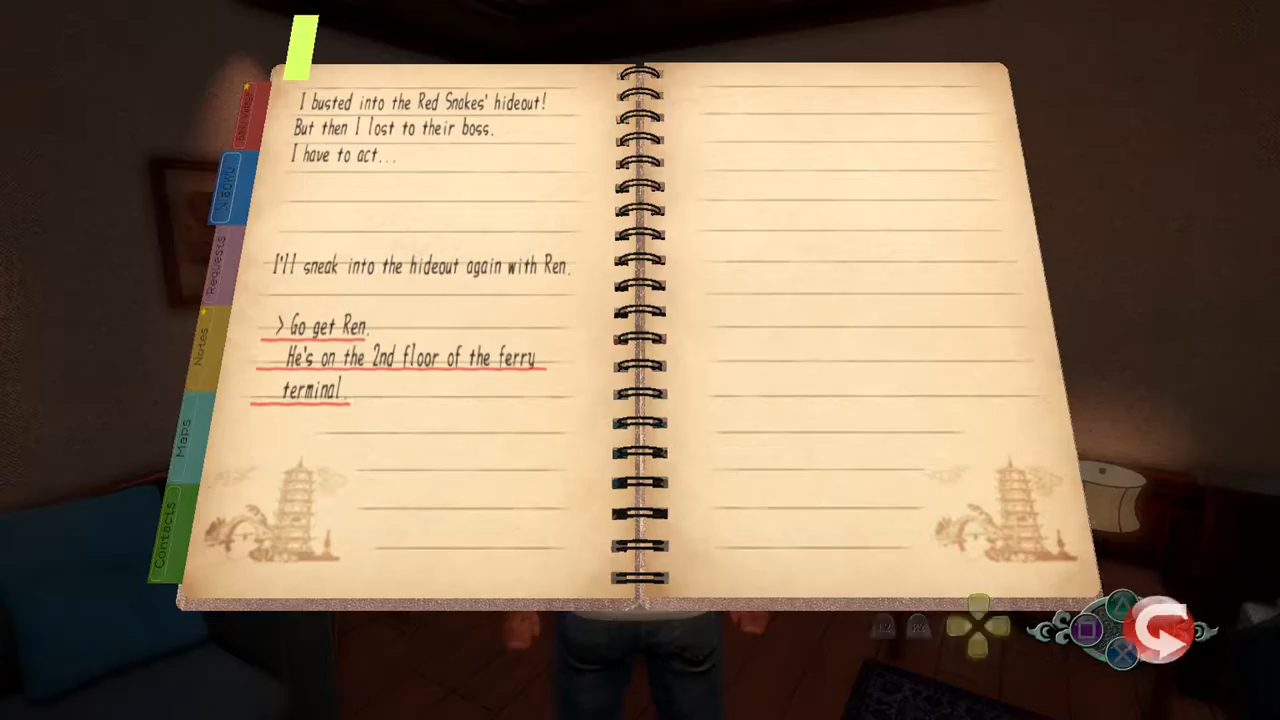 I busted into the Red Snakes' hideout!
But then I lost to their boss.
I have to act...
I'll sneak into the hideout again with Ren.
> Go get Ren.
He's on the 2nd floor of the ferry
terminal.
Requests
Notes
Maps
Contacts
R2